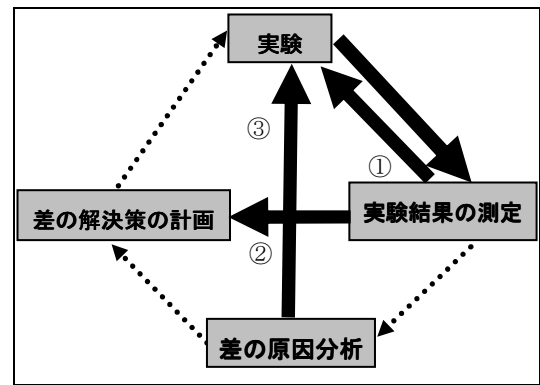 実験
③
①
差の解決策の計画
実験結果の測定
②
差の原因分析